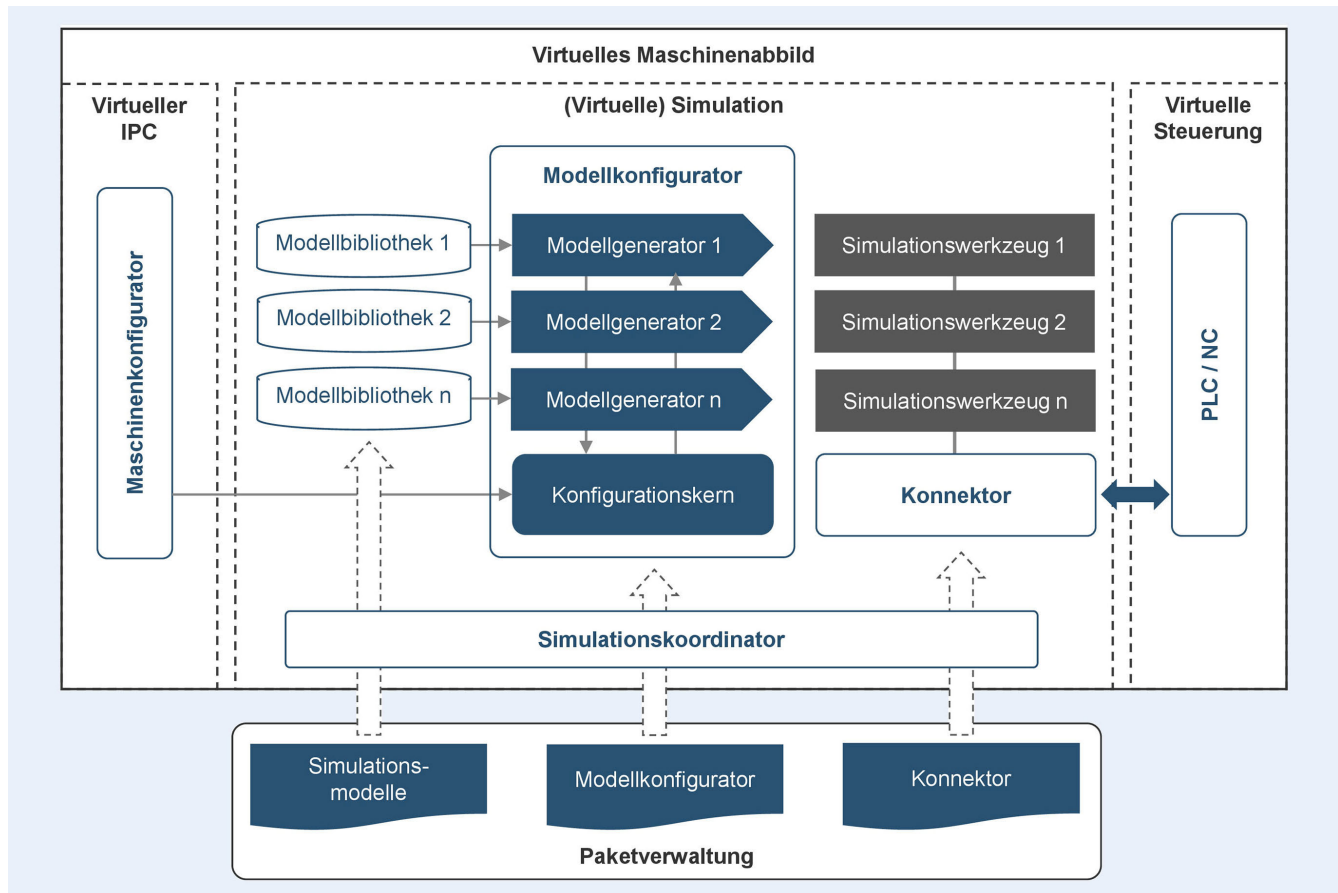 Virtuelles Maschinenabbild
Virtueller
IPC
(Virtuelle) Simulation
Virtuelle
Steuerung
Maschinenkonfigurator
Modellkonfigurator
Modellbibliothek 1
Modellgenerator 1
Simulationswerkzeug 1
Modellbibliothek 2
Modellgenerator 2
Simulationswerkzeug 2
Modellbibliothek n
Modellgenerator n
Simulationswerkzeug n
Konfigurationskern
Konnektor
PLC / NC
Simulationskoordinator
Simulations-
modelle
Modellkonfigurator
Konnektor
Paketverwaltung